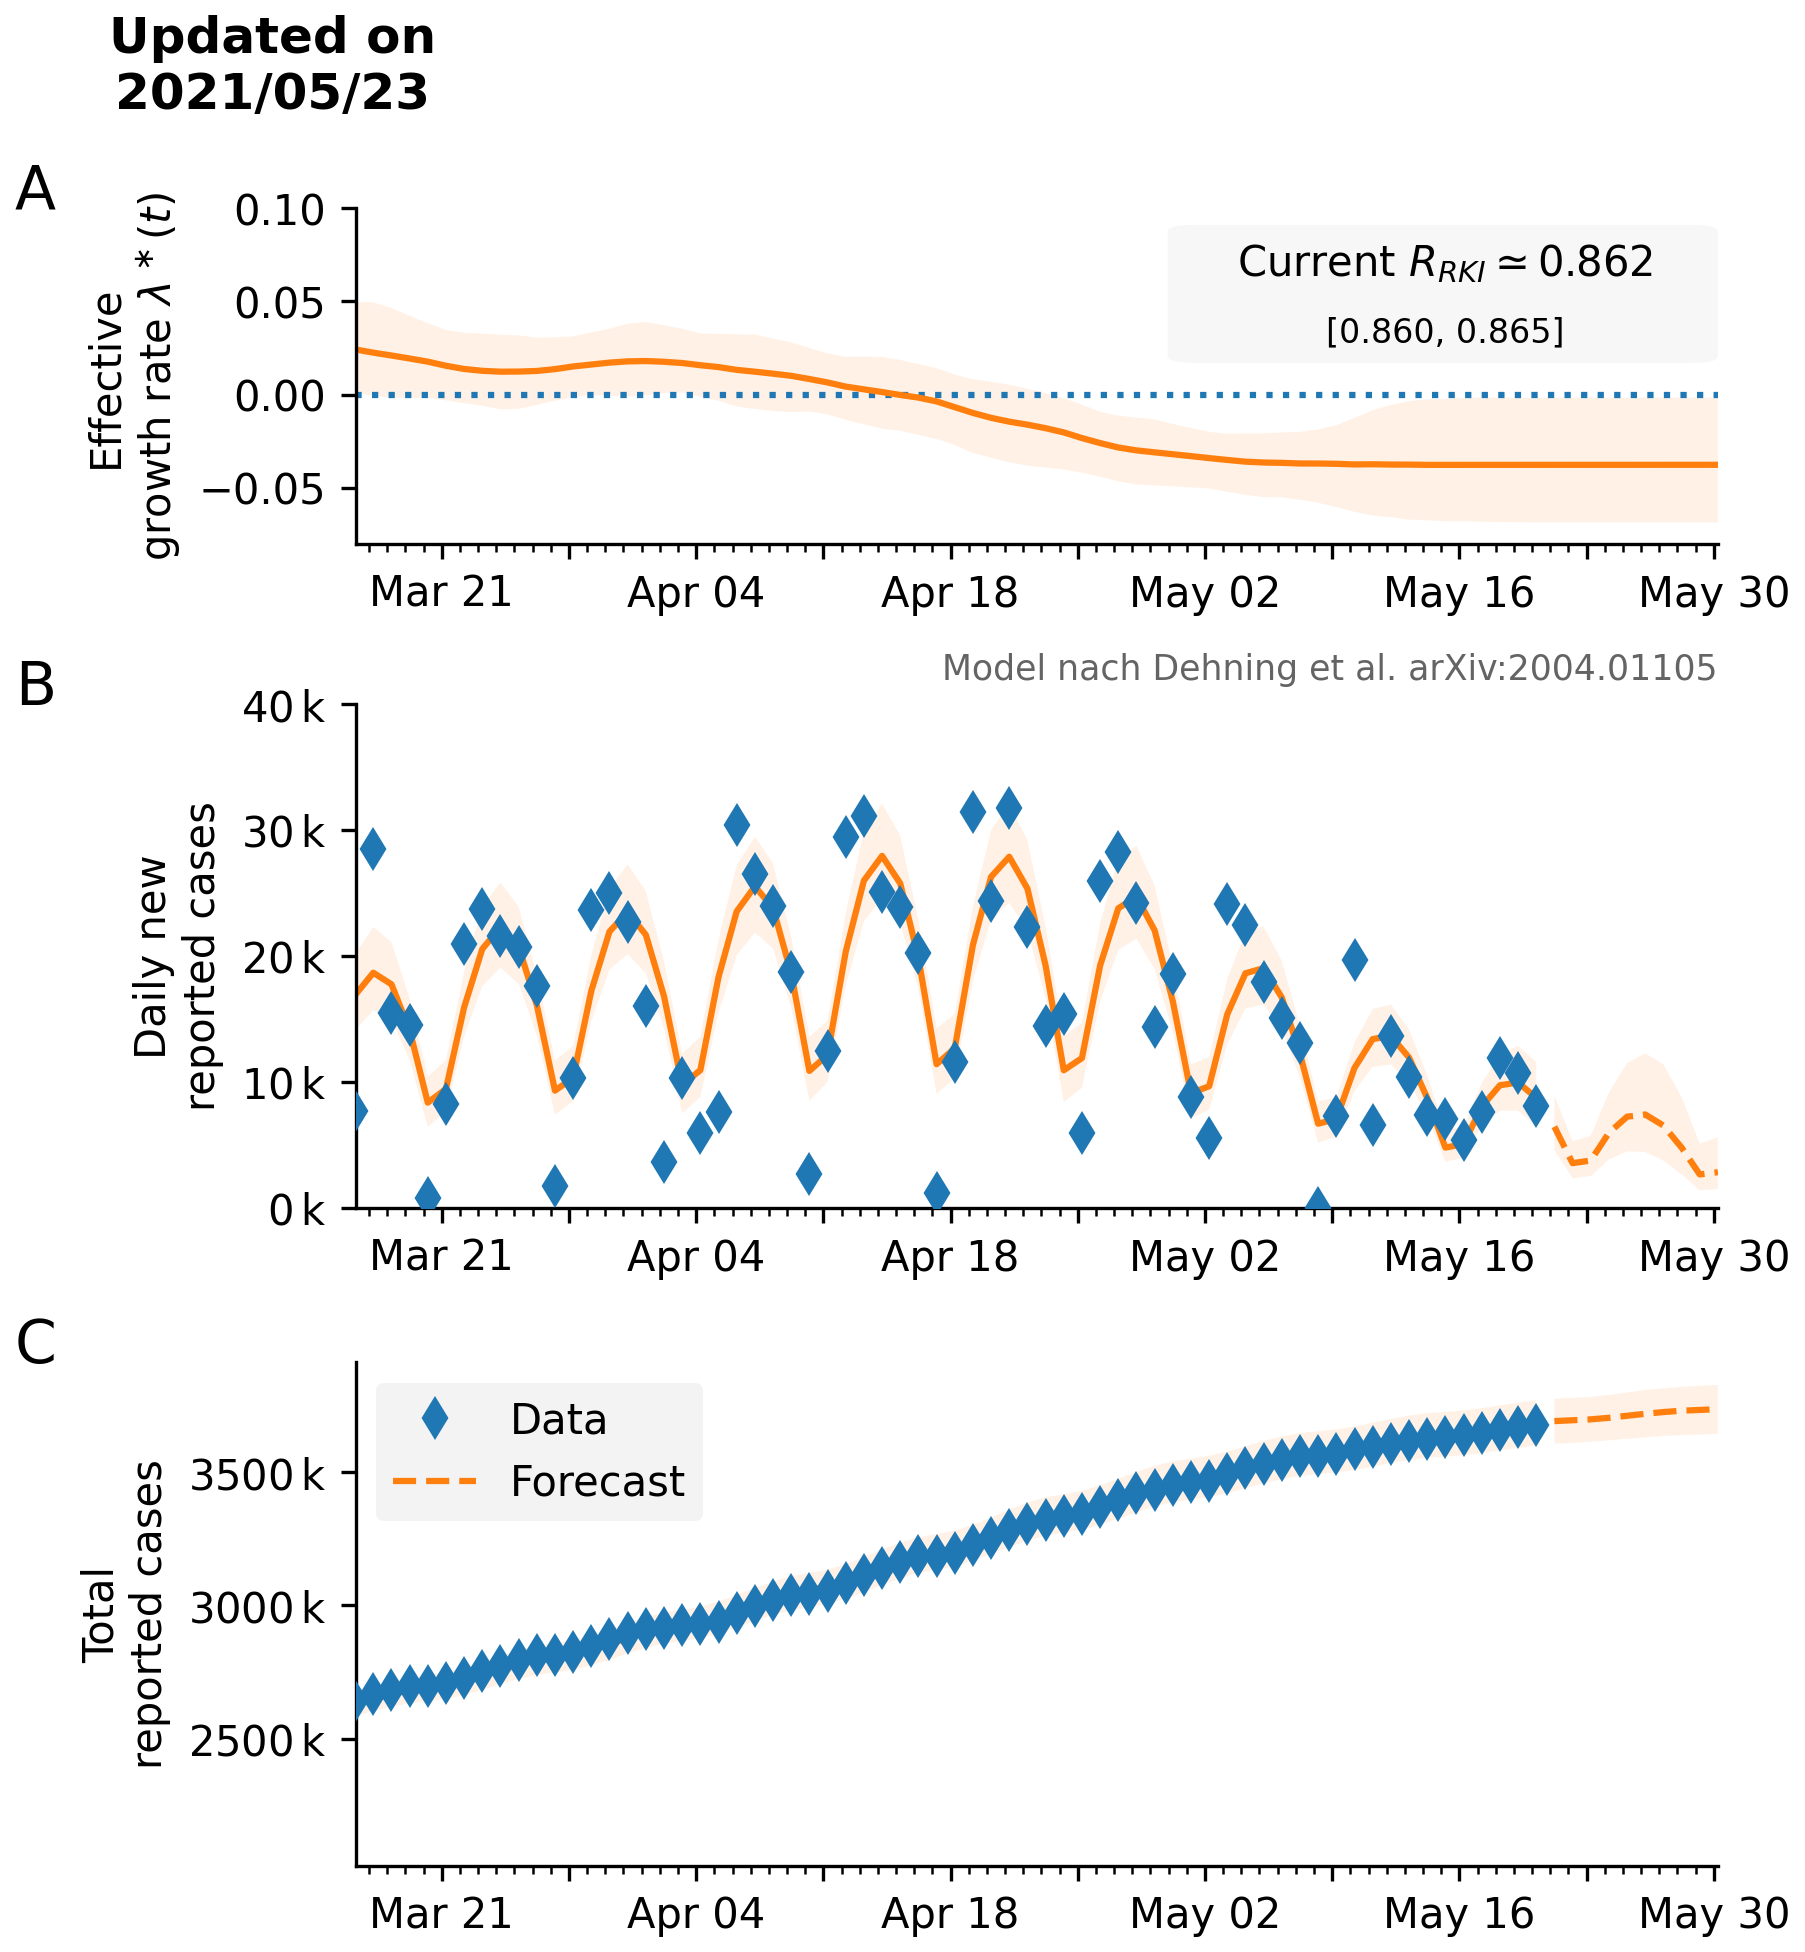 Updated on
2021/05/23
A
Effective
growth rate λ * (t)
0.10
0.05
0.00
−0.05
Current R_RKI ≃ 0.862
[0.860, 0.865]
Mar 21 Apr 04 Apr 18 May 02 May 16 May 30
Model nach Dehning et al. arXiv:2004.01105
B
Daily new
reported cases
40 k
30 k
20 k
10 k
0 k
Mar 21 Apr 04 Apr 18 May 02 May 16 May 30
C
Total
reported cases
Data
Forecast
3500 k
3000 k
2500 k
Mar 21 Apr 04 Apr 18 May 02 May 16 May 30